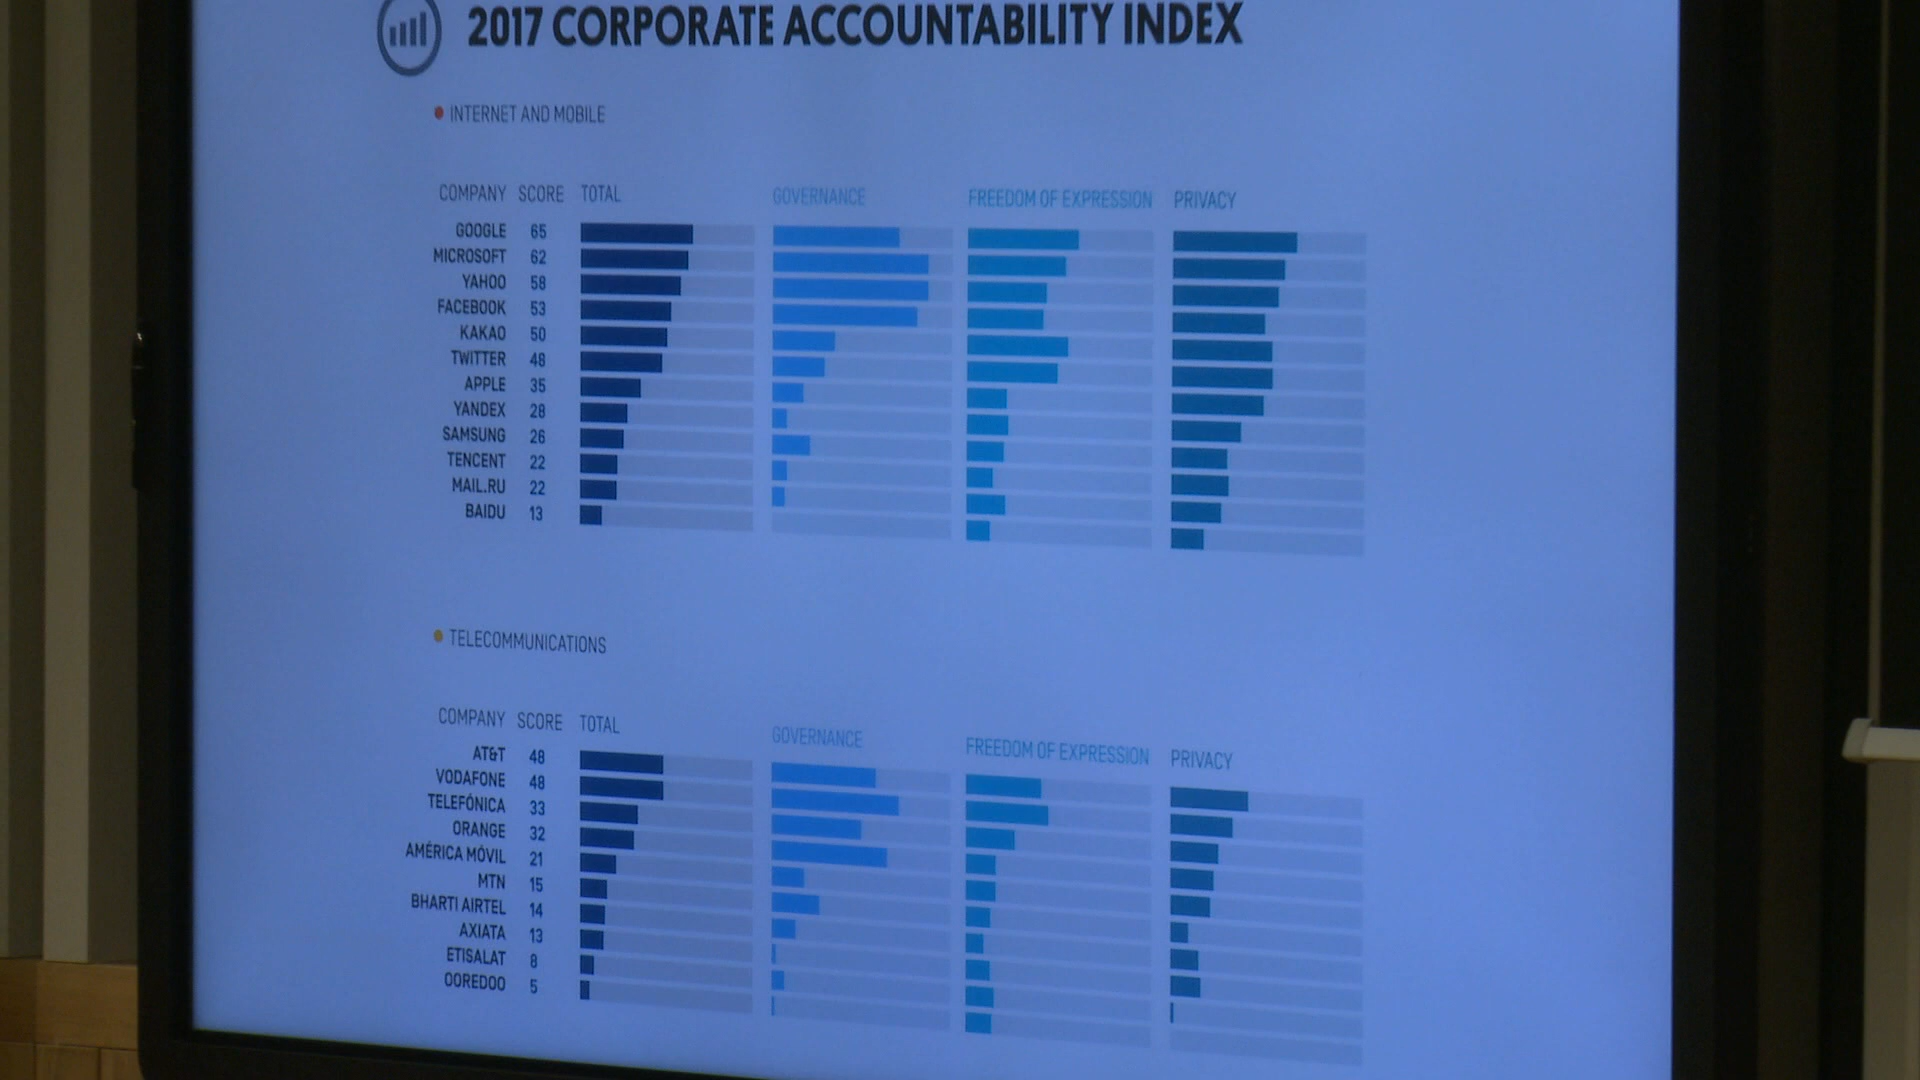 2017 CORPORATE ACCOUNTABILITY INDEX
INTERNET AND MOBILE
COMPANY SCORE TOTAL GOVERNANCE FREEDOM OF EXPRESSION PRIVACY
GOOGLE 65
MICROSOFT 62
YAHOO 58
FACEBOOK 53
KAKAO 50
TWITTER 48
APPLE 35
YANDEX 28
SAMSUNG 26
TENCENT 22
MAIL.RU 22
BAIDU 13
TELECOMMUNICATIONS
COMPANY SCORE TOTAL GOVERNANCE FREEDOM OF EXPRESSION PRIVACY
AT&T 48
VODAFONE 48
TELEFÓNICA 33
ORANGE 32
AMÉRICA MÓVIL 21
MTN 15
BHARTI AIRTEL 14
AXIATA 13
ETISALAT 8
OOREDOO 5